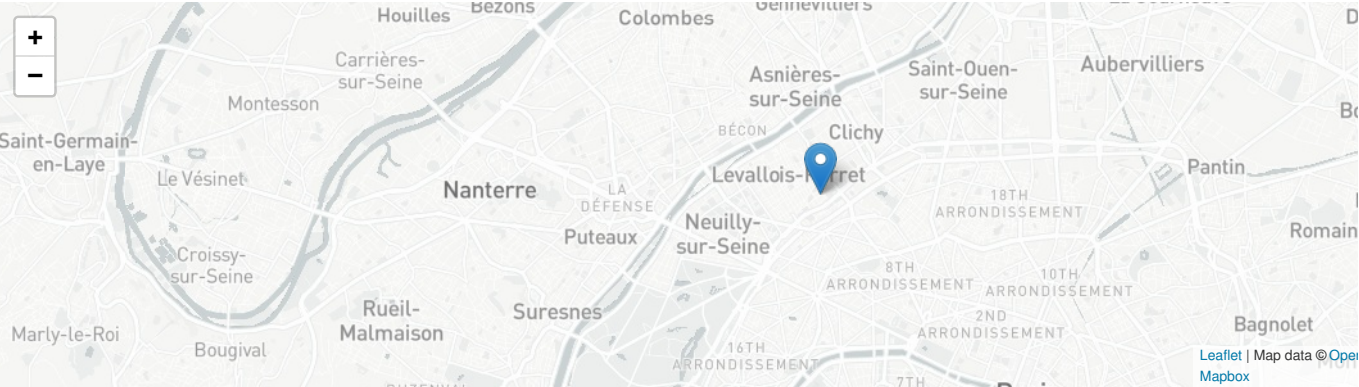 +
−
Houilles
Bezons
Colombes
Gennevilliers
Carrières-
sur-Seine
Asnières-
sur-Seine
Saint-Ouen-
sur-Seine
Aubervilliers
Montesson
BÉCON
Clichy
Saint-Germain-
en-Laye
Le Vésinet
Nanterre
LA
DÉFENSE
Levallois-Perret
Pantin
18TH
ARRONDISSEMENT
Puteaux
Neuilly-
sur-Seine
Romain
Croissy-
sur-Seine
8TH
ARRONDISSEMENT
10TH
ARRONDISSEMENT
Rueil-
Malmaison
Suresnes
2ND
ARRONDISSEMENT
Bagnolet
Marly-le-Roi
Bougival
16TH
ARRONDISSEMENT
7TH
Leaflet | Map data © Open
Mapbox